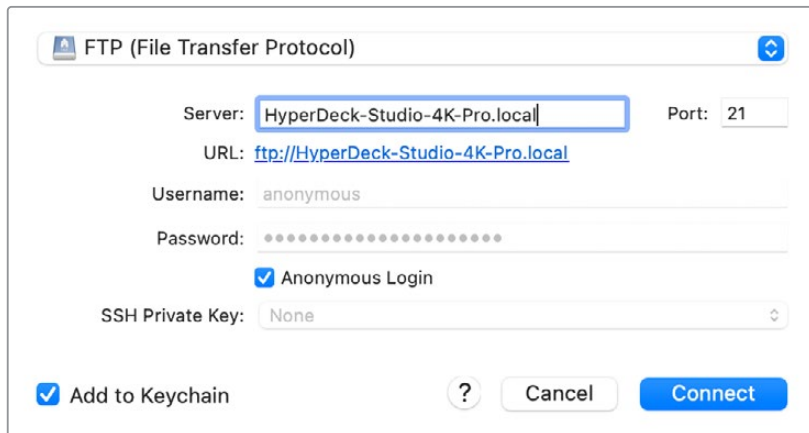 FTP (File Transfer Protocol)
Server: HyperDeck-Studio-4K-Pro.local Port: 21
URL: ftp://HyperDeck-Studio-4K-Pro.local
Username: anonymous
Password: •••••••••••••••••••••
Anonymous Login
SSH Private Key: None
Add to Keychain ? Cancel Connect